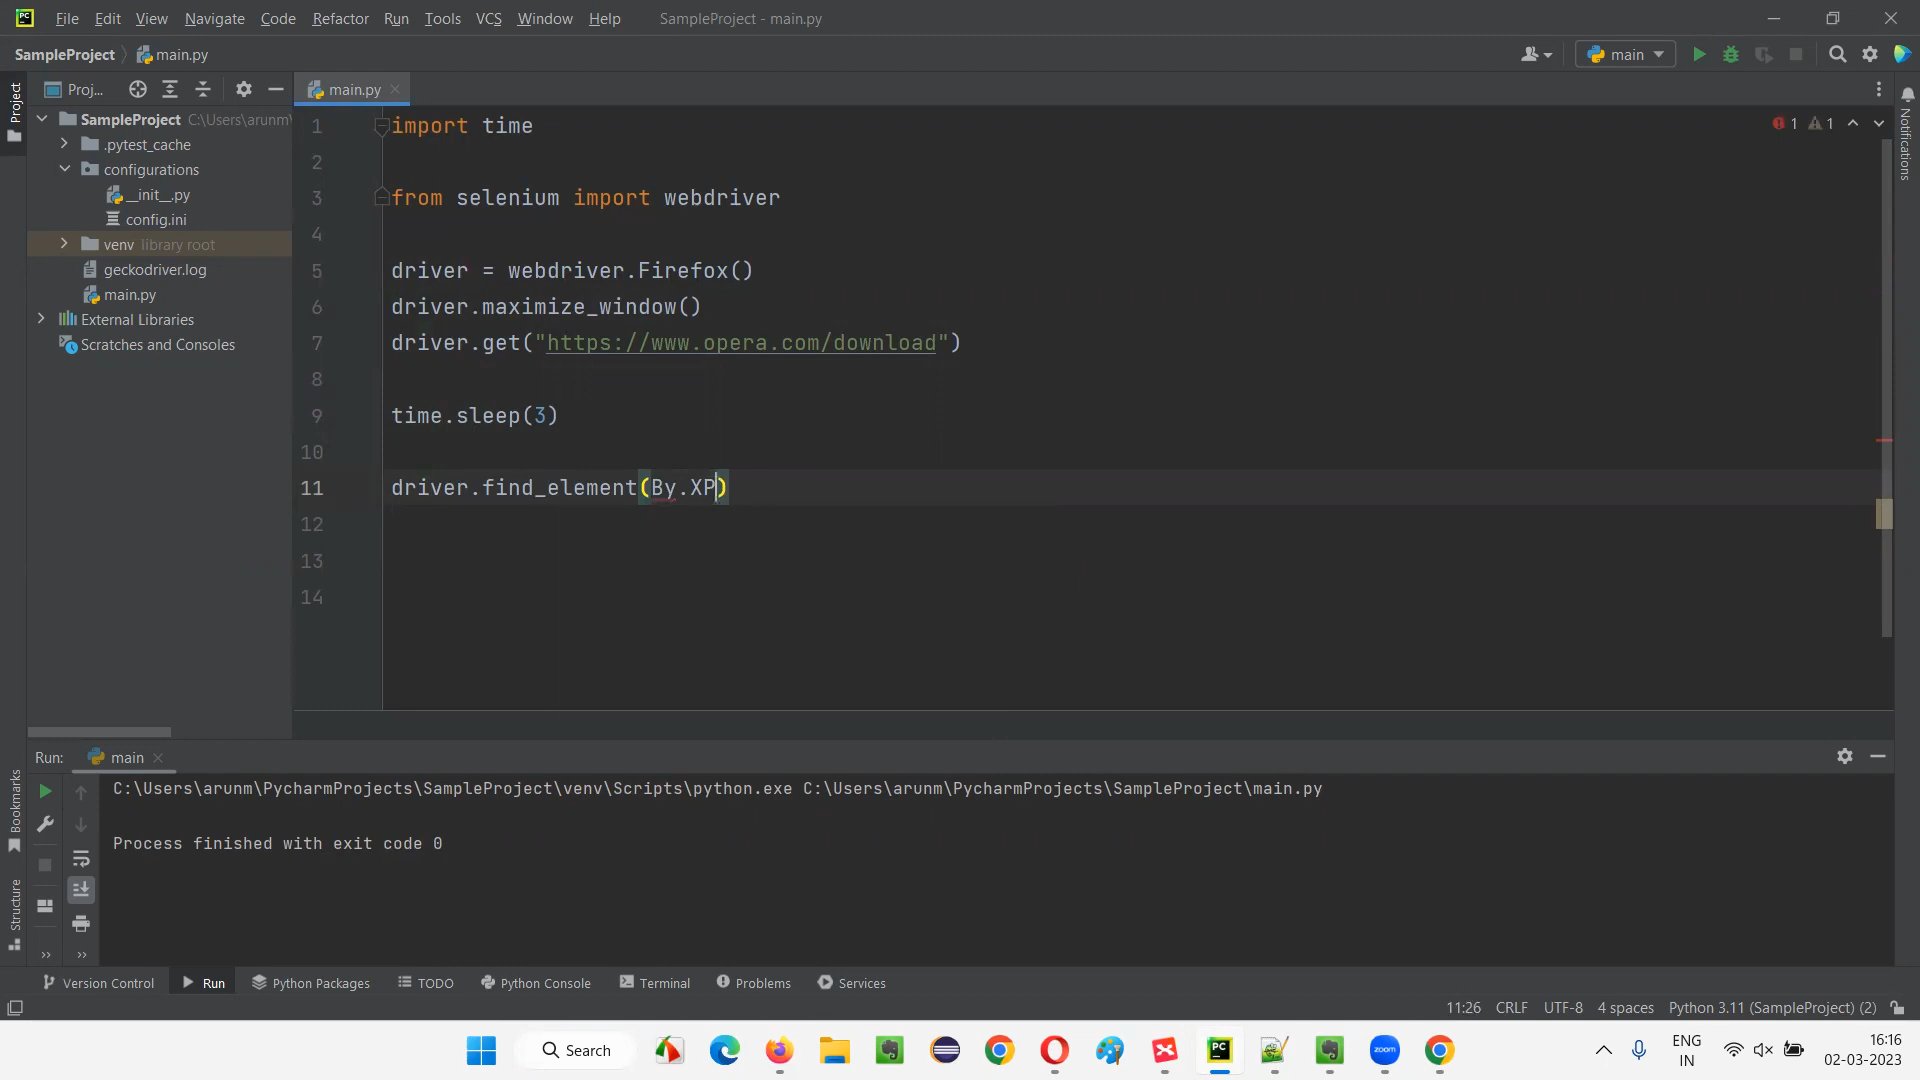 File Edit View Navigate Code Refactor Run Tools VCS Window Help SampleProject - main.py
SampleProject main.py main
Proj... main.py
Project
SampleProject C:\Users\arunm\
.pytest_cache
configurations
__init__.py
config.ini
venv library root
geckodriver.log
main.py
External Libraries
Scratches and Consoles
1 import time
2
3 from selenium import webdriver
4
5 driver = webdriver.Firefox()
6 driver.maximize_window()
7 driver.get("https://www.opera.com/download")
8
9 time.sleep(3)
10
11 driver.find_element(By.XP)
12
13
14
1 1
Notifications
Run: main
C:\Users\arunm\PycharmProjects\SampleProject\venv\Scripts\python.exe C:\Users\arunm\PycharmProjects\SampleProject\main.py
Process finished with exit code 0
Bookmarks
Structure
Version Control Run Python Packages TODO Python Console Terminal Problems Services
11:26 CRLF UTF-8 4 spaces Python 3.11 (SampleProject) (2)
Search zoom ENG 16:16
IN 02-03-2023